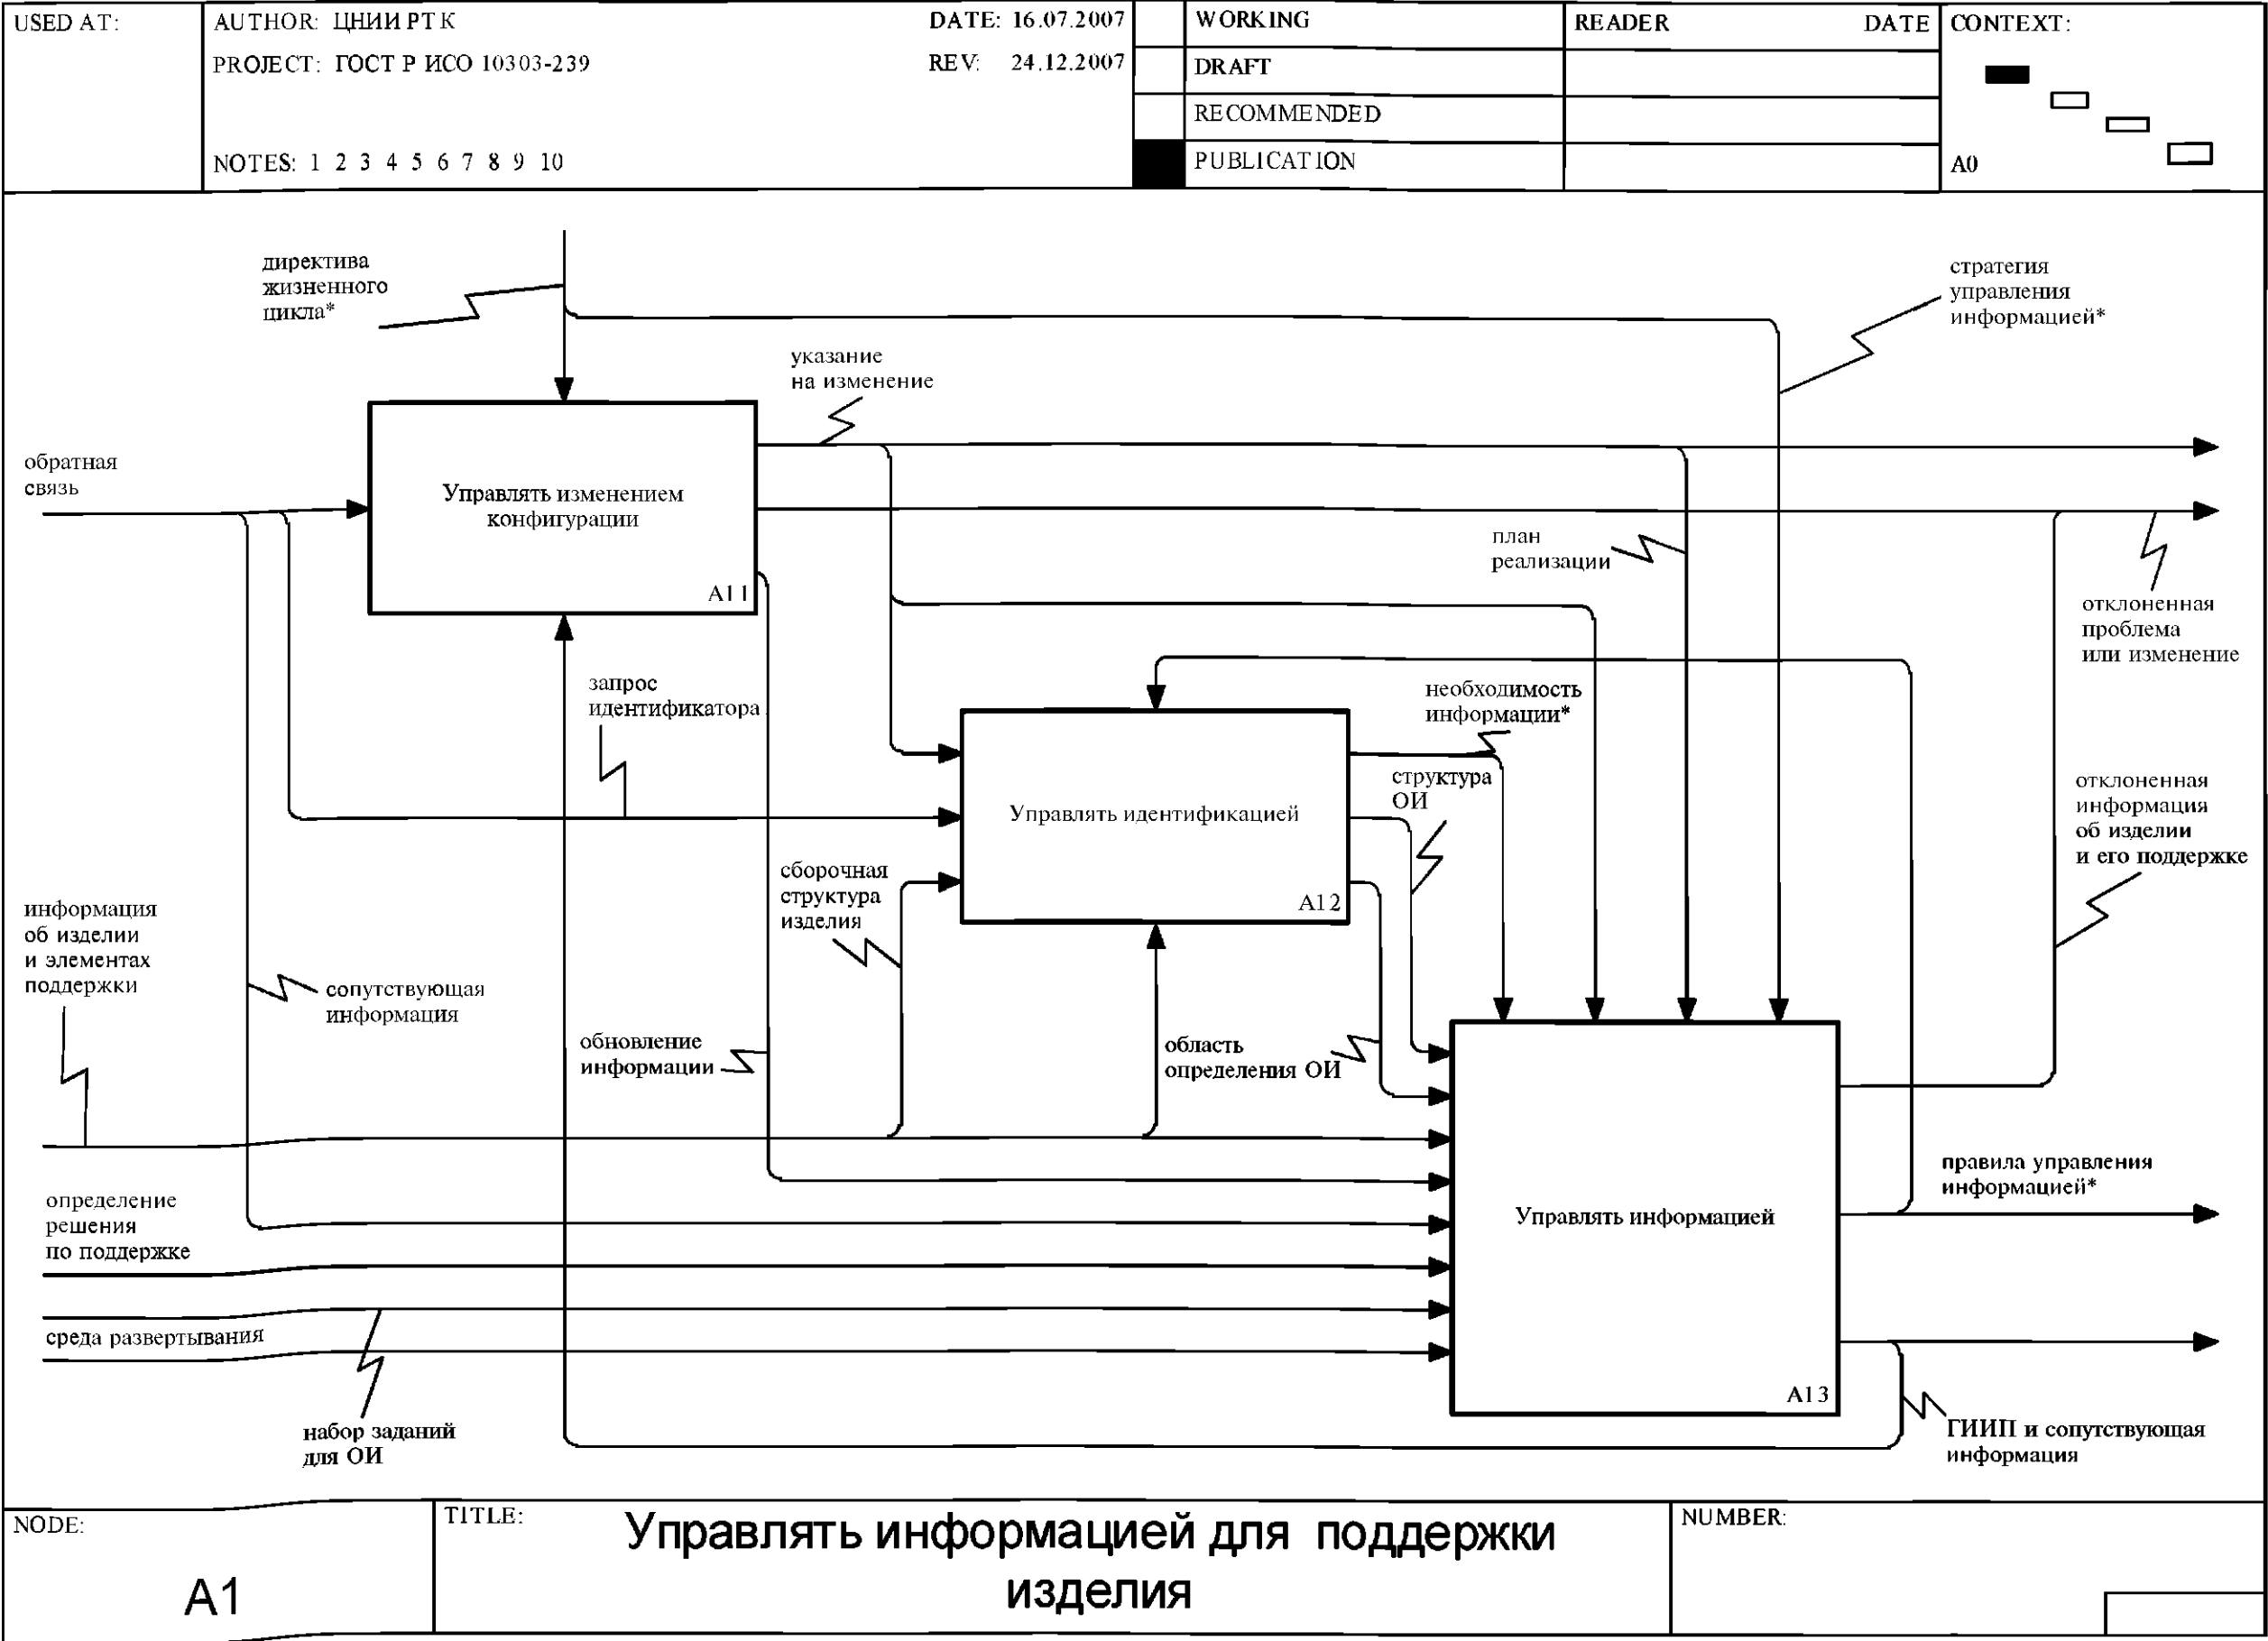 USED AT:
AUTHOR: ЦНИИ РТК
DATE: 16.07.2007
PROJECT: ГОСТ Р ИСО 10303-239
REV: 24.12.2007
NOTES: 1 2 3 4 5 6 7 8 9 10
WORKING
DRAFT
RECOMMENDED
PUBLICATION
READER
DATE
CONTEXT:
A0
директива
жизненного
цикла*
стратегия
управления
информацией*
указание
на изменение
обратная
связь
Управлять изменением
конфигурации
A11
план
реализации
отклоненная
проблема
или изменение
запрос
идентификатора
необходимость
информации*
структура
ОИ
Управлять идентификацией
A12
отклоненная
информация
об изделии
и его поддержке
сборочная
структура
изделия
информация
об изделии
и элементах
поддержки
сопутствующая
информация
обновление
информации
область
определения ОИ
правила управления
информацией*
определение
решения
по поддержке
Управлять информацией
A13
среда развертывания
набор заданий
для ОИ
ГИИП и сопутствующая
информация
NODE:
A1
TITLE:
Управлять информацией для поддержки
изделия
NUMBER: